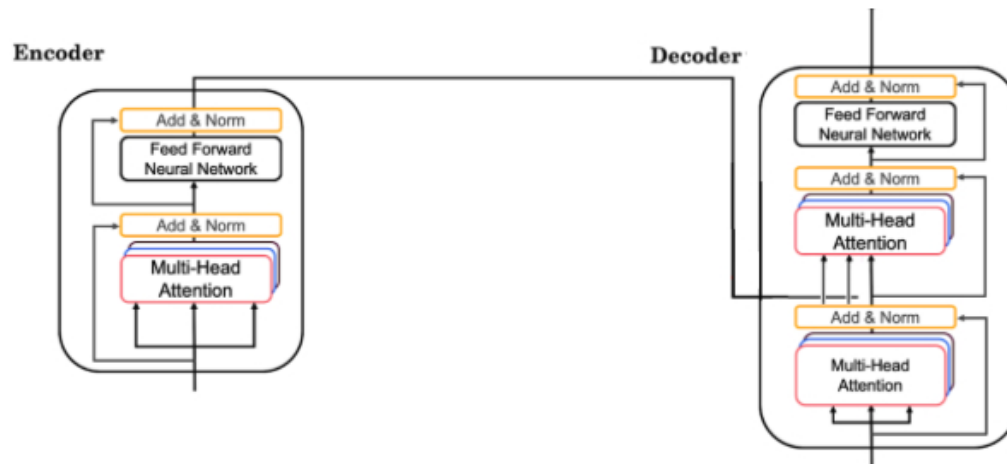 Encoder
Add & Norm
Feed Forward
Neural Network
Add & Norm
Multi-Head
Attention
Decoder
Add & Norm
Feed Forward
Neural Network
Add & Norm
Multi-Head
Attention
Add & Norm
Multi-Head
Attention